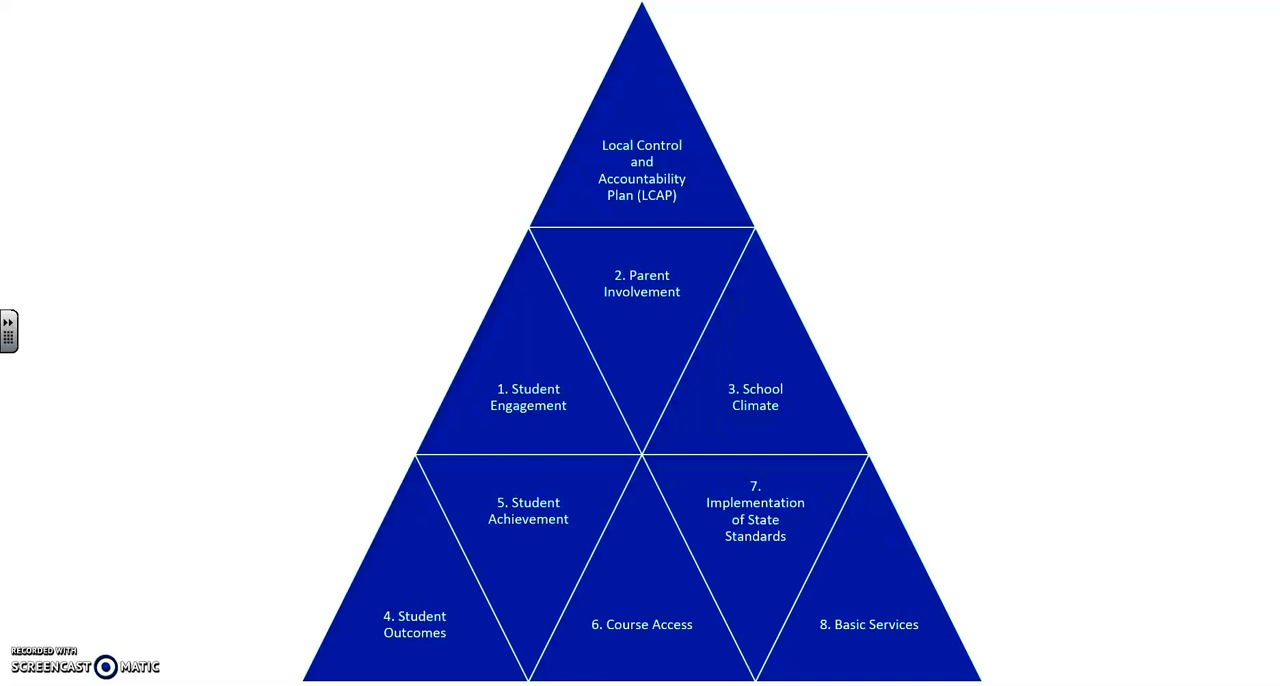 Local Control
and
Accountability
Plan (LCAP)
2. Parent
Involvement
1. Student
Engagement
3. School
Climate
5. Student
Achievement
7.
Implementation
of State
Standards
4. Student
Outcomes
6. Course Access
8. Basic Services
RECORDED WITH
SCREENCAST MATIC